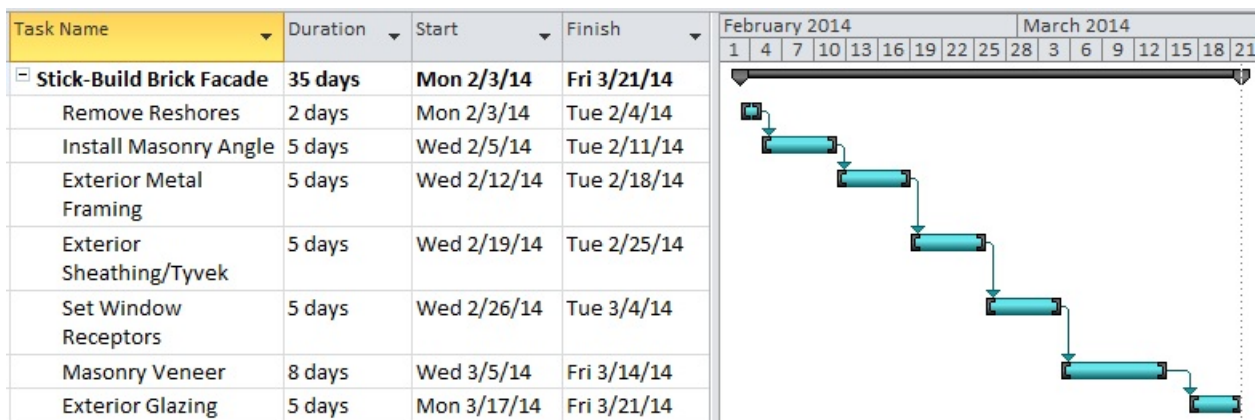 Task Name Duration Start Finish February 2014 March 2014
1 4 7 10 13 16 19 22 25 28 3 6 9 12 15 18 21
Stick-Build Brick Facade 35 days Mon 2/3/14 Fri 3/21/14
Remove Reshores 2 days Mon 2/3/14 Tue 2/4/14
Install Masonry Angle 5 days Wed 2/5/14 Tue 2/11/14
Exterior Metal 5 days Wed 2/12/14 Tue 2/18/14
Framing
Exterior 5 days Wed 2/19/14 Tue 2/25/14
Sheathing/Tyvek
Set Window 5 days Wed 2/26/14 Tue 3/4/14
Receptors
Masonry Veneer 8 days Wed 3/5/14 Fri 3/14/14
Exterior Glazing 5 days Mon 3/17/14 Fri 3/21/14